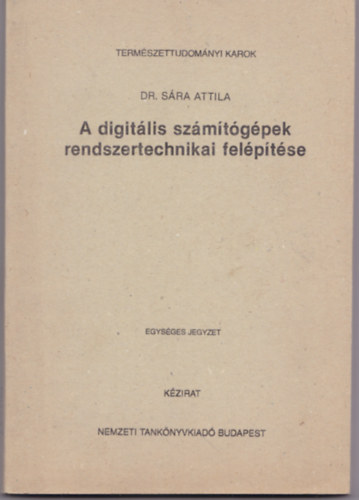 TERMÉSZETTUDOMÁNYI KAROK
DR. SÁRA ATTILA
A digitális számítógépek
rendszertechnikai felépítése
EGYSÉGES JEGYZET
KÉZIRAT
NEMZETI TANKÖNYVKIADÓ BUDAPEST